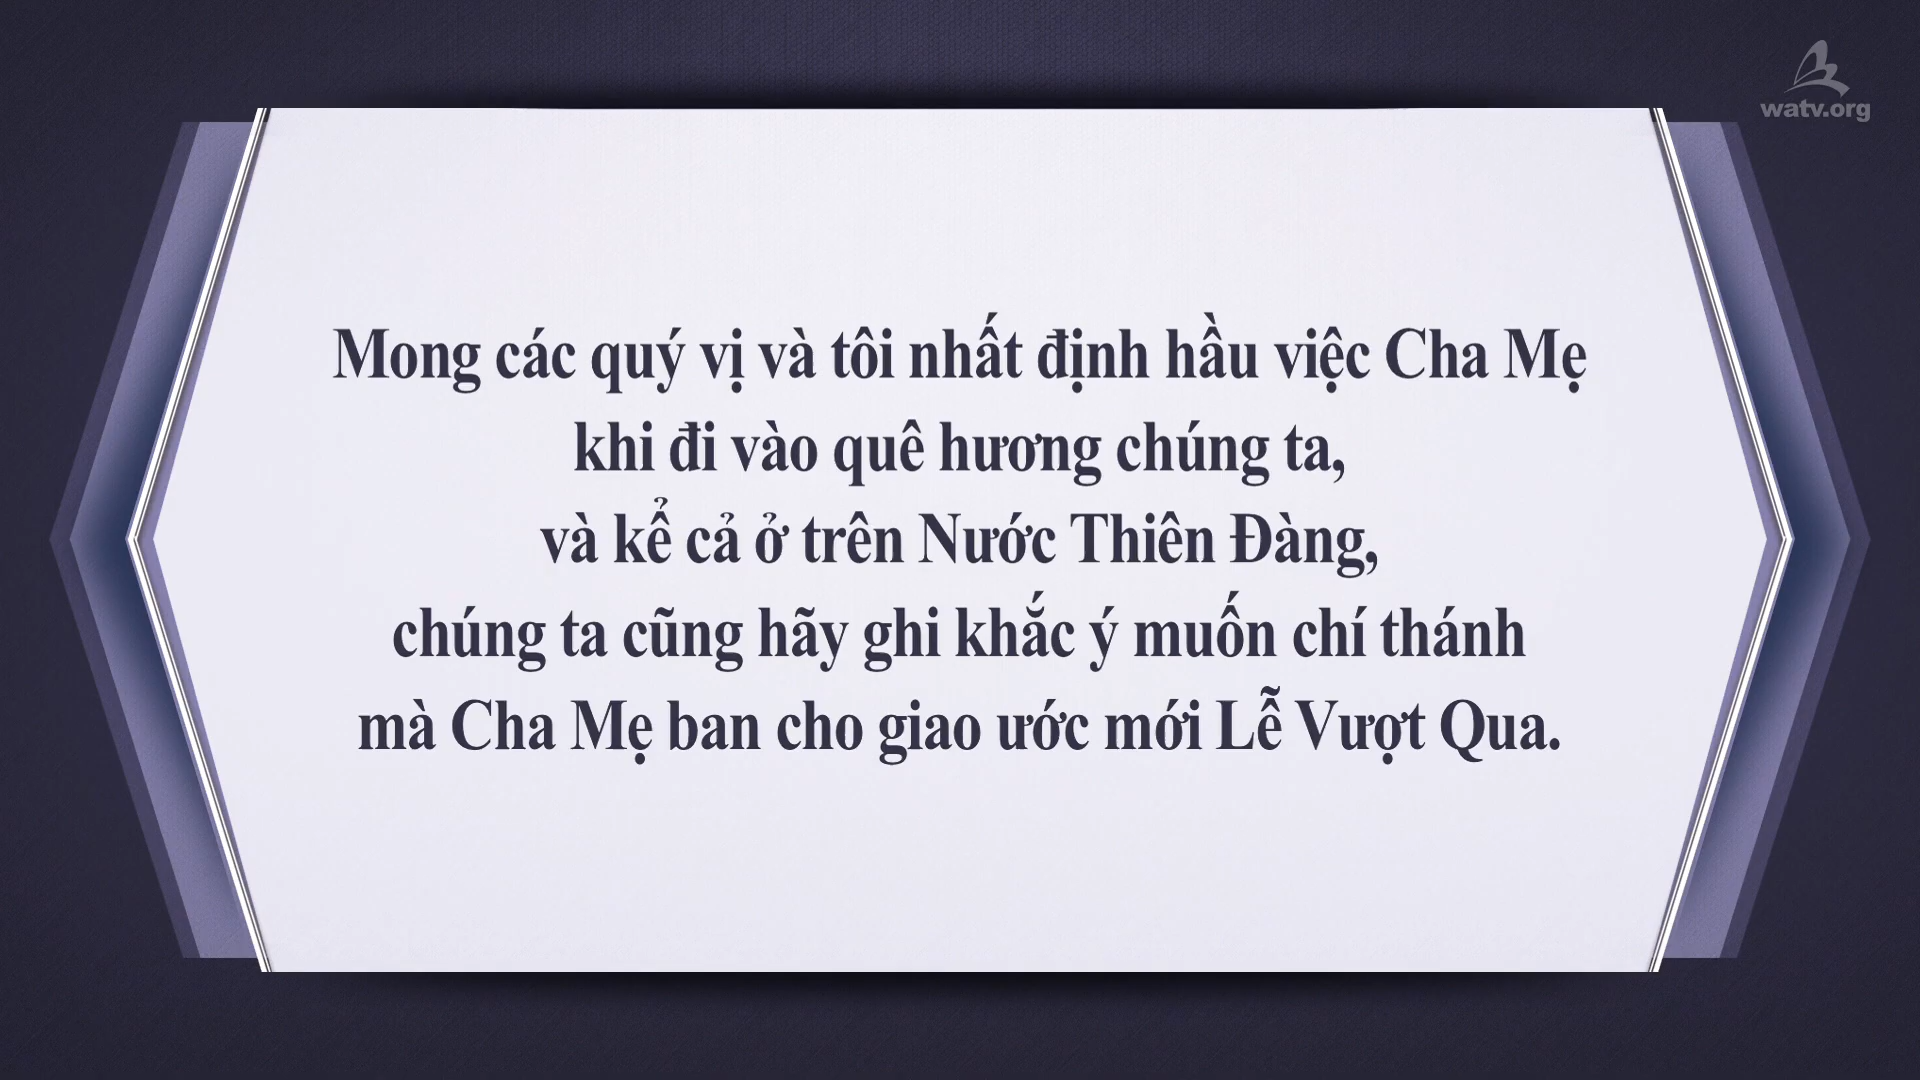 watv.org
Mong các quý vị và tôi nhất định hầu việc Cha Mẹ
khi đi vào quê hương chúng ta,
và kể cả ở trên Nước Thiên Đàng,
chúng ta cũng hãy ghi khắc ý muốn chí thánh
mà Cha Mẹ ban cho giao ước mới Lễ Vượt Qua.